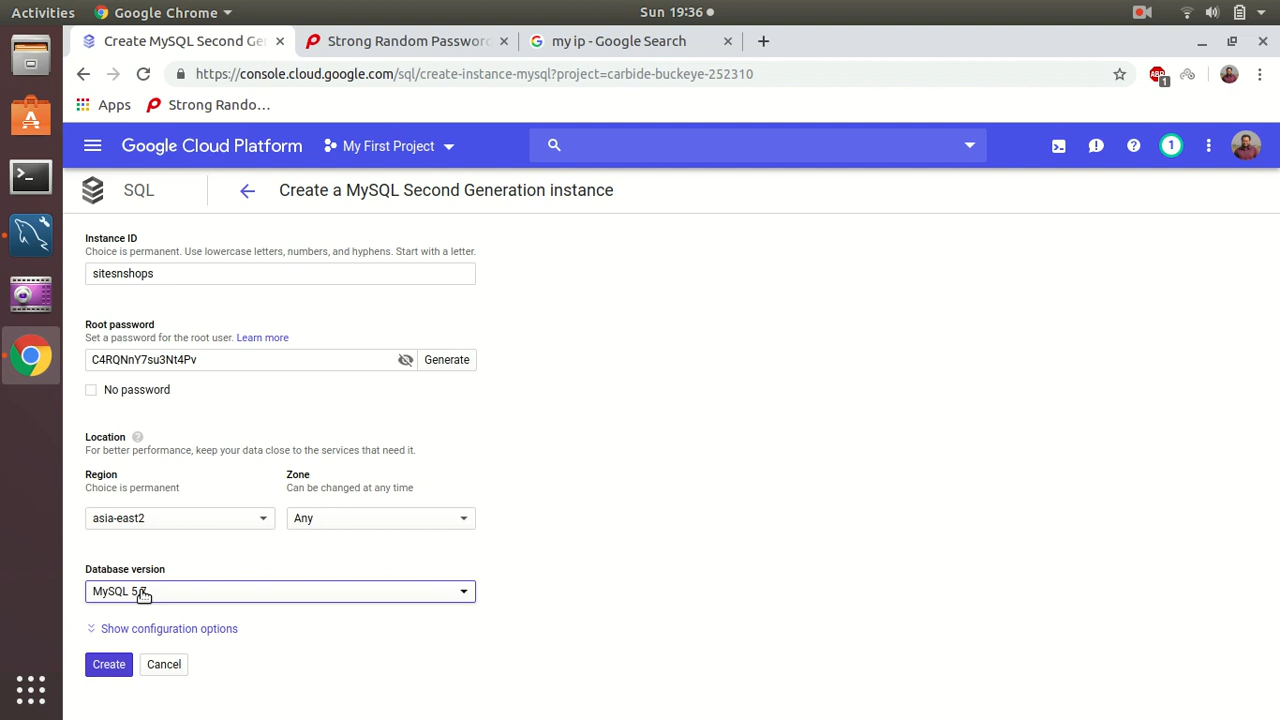 Activities
Google Chrome
Sun 19:36
Create MySQL Second Ge
Strong Random Password
my ip - Google Search
https://console.cloud.google.com/sql/create-instance-mysql?project=carbide-buckeye-252310
ABP
1
Apps
Strong Rando…
Google Cloud Platform
My First Project
1
SQL
Create a MySQL Second Generation instance
Instance ID
Choice is permanent. Use lowercase letters, numbers, and hyphens. Start with a letter.
sitesnshops
Root password
Set a password for the root user. Learn more
C4RQNnY7su3Nt4Pv
Generate
No password
Location
For better performance, keep your data close to the services that need it.
Region
Zone
Choice is permanent
Can be changed at any time
asia-east2
Any
Database version
MySQL 5.7
Show configuration options
Create
Cancel